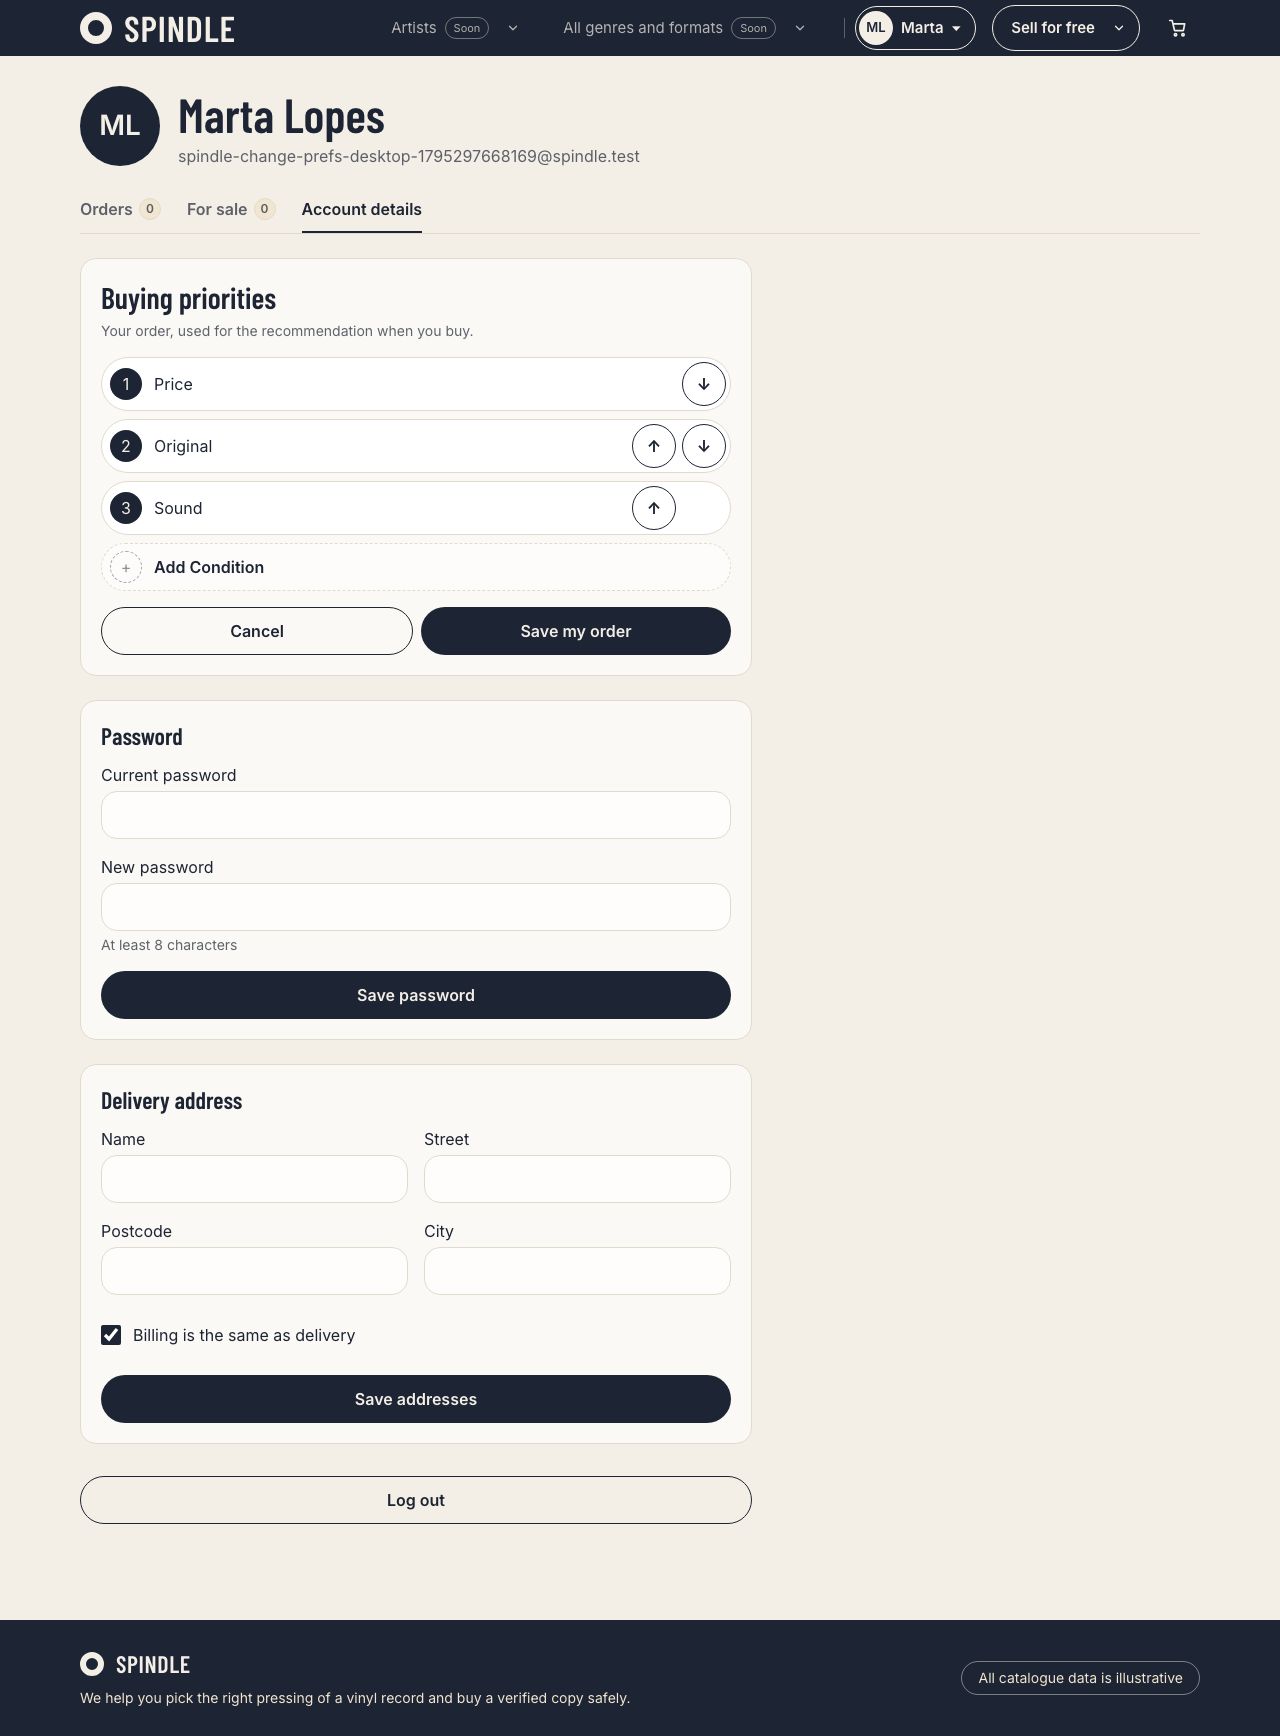 SPINDLE
Artists Soon
All genres and formats Soon
ML Marta
Sell for free
ML
Marta Lopes
spindle-change-prefs-desktop-1795297668169@spindle.test
Orders 0
For sale 0
Account details
Buying priorities
Your order, used for the recommendation when you buy.
1 Price
2 Original
3 Sound
+ Add Condition
Cancel
Save my order
Password
Current password
New password
At least 8 characters
Save password
Delivery address
Name
Street
Postcode
City
Billing is the same as delivery
Save addresses
Log out
SPINDLE
We help you pick the right pressing of a vinyl record and buy a verified copy safely.
All catalogue data is illustrative